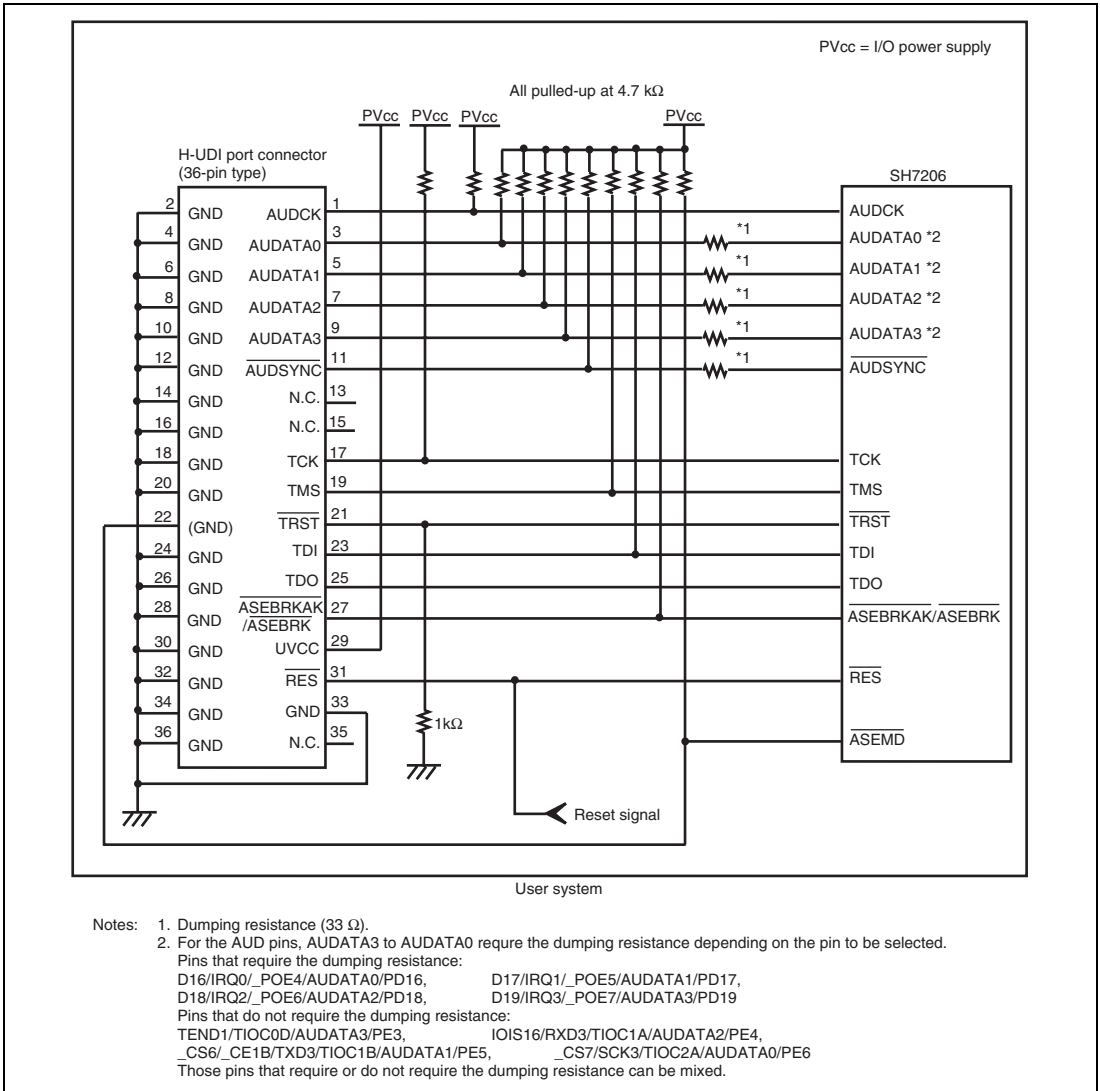 PVcc = I/O power supply
All pulled-up at 4.7 kΩ
PVcc PVcc PVcc PVcc
H-UDI port connector
(36-pin type)
SH7206
2 GND AUDCK 1 AUDCK
4 GND AUDATA0 3 *1 AUDATA0 *2
6 GND AUDATA1 5 *1 AUDATA1 *2
8 GND AUDATA2 7 *1 AUDATA2 *2
10 GND AUDATA3 9 *1 AUDATA3 *2
12 GND AUDSYNC 11 *1 AUDSYNC
14 GND N.C. 13
16 GND N.C. 15
18 GND TCK 17 TCK
20 GND TMS 19 TMS
22 (GND) TRST 21 TRST
24 GND TDI 23 TDI
26 GND TDO 25 TDO
28 GND ASEBRKAK /ASEBRK 27 ASEBRKAK/ASEBRK
30 GND UVCC 29
32 GND RES 31 RES
34 GND GND 33
1kΩ
36 GND N.C. 35 ASEMD
Reset signal
User system
Notes: 1. Dumping resistance (33 Ω).
2. For the AUD pins, AUDATA3 to AUDATA0 requre the dumping resistance depending on the pin to be selected.
Pins that require the dumping resistance:
D16/IRQ0/_POE4/AUDATA0/PD16, D17/IRQ1/_POE5/AUDATA1/PD17,
D18/IRQ2/_POE6/AUDATA2/PD18, D19/IRQ3/_POE7/AUDATA3/PD19
Pins that do not require the dumping resistance:
TEND1/TIOC0D/AUDATA3/PE3, IOIS16/RXD3/TIOC1A/AUDATA2/PE4,
_CS6/_CE1B/TXD3/TIOC1B/AUDATA1/PE5, _CS7/SCK3/TIOC2A/AUDATA0/PE6
Those pins that require or do not require the dumping resistance can be mixed.